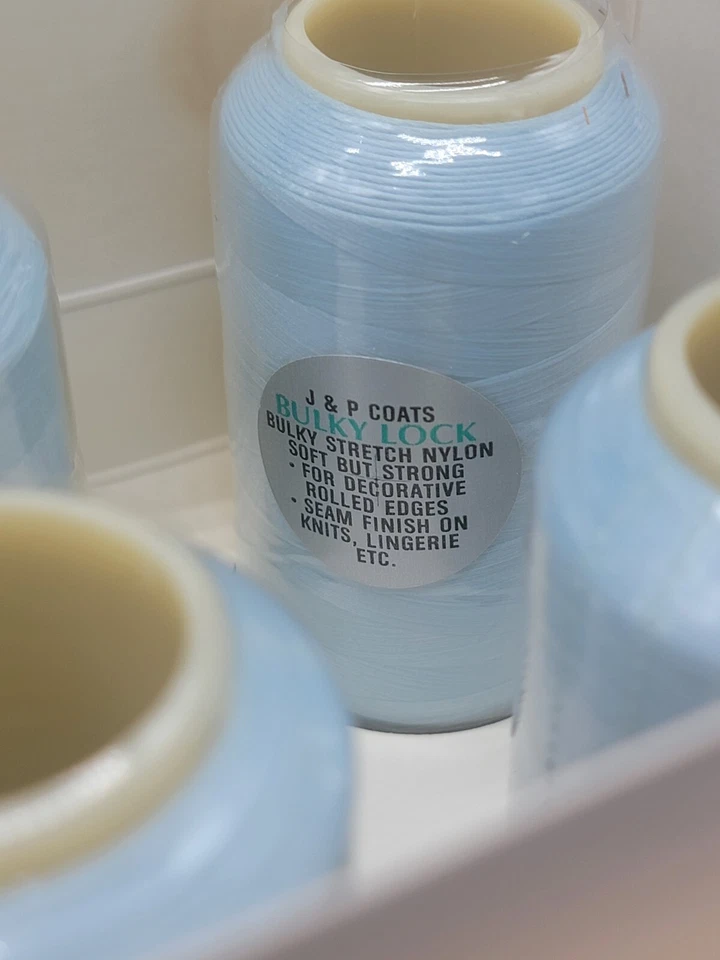 J & P COATS
BULKY LOCK
BULKY STRETCH NYLON
SOFT BUT STRONG
• FOR DECORATIVE
ROLLED EDGES
• SEAM FINISH ON
KNITS, LINGERIE
ETC.